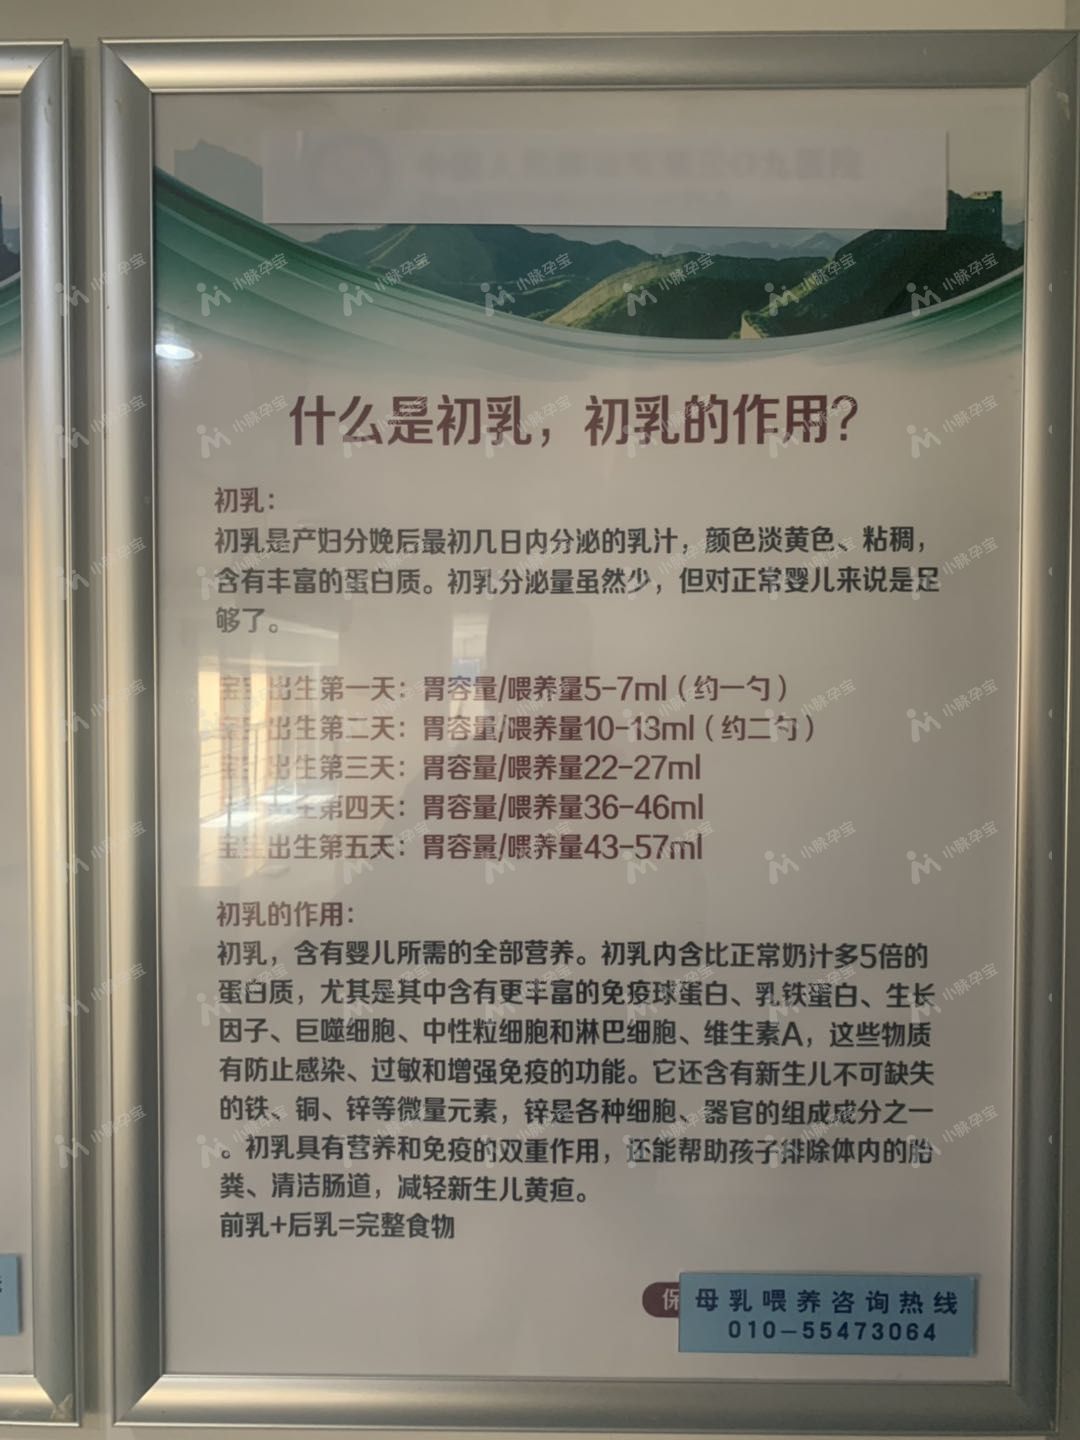 什么是初乳，初乳的作用？
初乳：
初乳是产妇分娩后最初几日内分泌的乳汁，颜色淡黄色、粘稠，
含有丰富的蛋白质。初乳分泌量虽然少，但对正常婴儿来说是足
够了。
宝宝出生第一天：胃容量/喂养量5-7ml（约一勺）
宝宝出生第二天：胃容量/喂养量10-13ml（约二勺）
宝宝出生第三天：胃容量/喂养量22-27ml
宝宝出生第四天：胃容量/喂养量36-46ml
宝宝出生第五天：胃容量/喂养量43-57ml
初乳的作用：
初乳，含有婴儿所需的全部营养。初乳内含比正常奶汁多5倍的
蛋白质，尤其是其中含有更丰富的免疫球蛋白、乳铁蛋白、生长
因子、巨噬细胞、中性粒细胞和淋巴细胞、维生素A，这些物质
有防止感染、过敏和增强免疫的功能。它还含有新生儿不可缺失
的铁、铜、锌等微量元素，锌是各种细胞、器官的组成成分之一
。初乳具有营养和免疫的双重作用，还能帮助孩子排除体内的胎
粪、清洁肠道，减轻新生儿黄疸。
前乳+后乳=完整食物
保
母乳喂养咨询热线
010-55473064
小脉孕宝